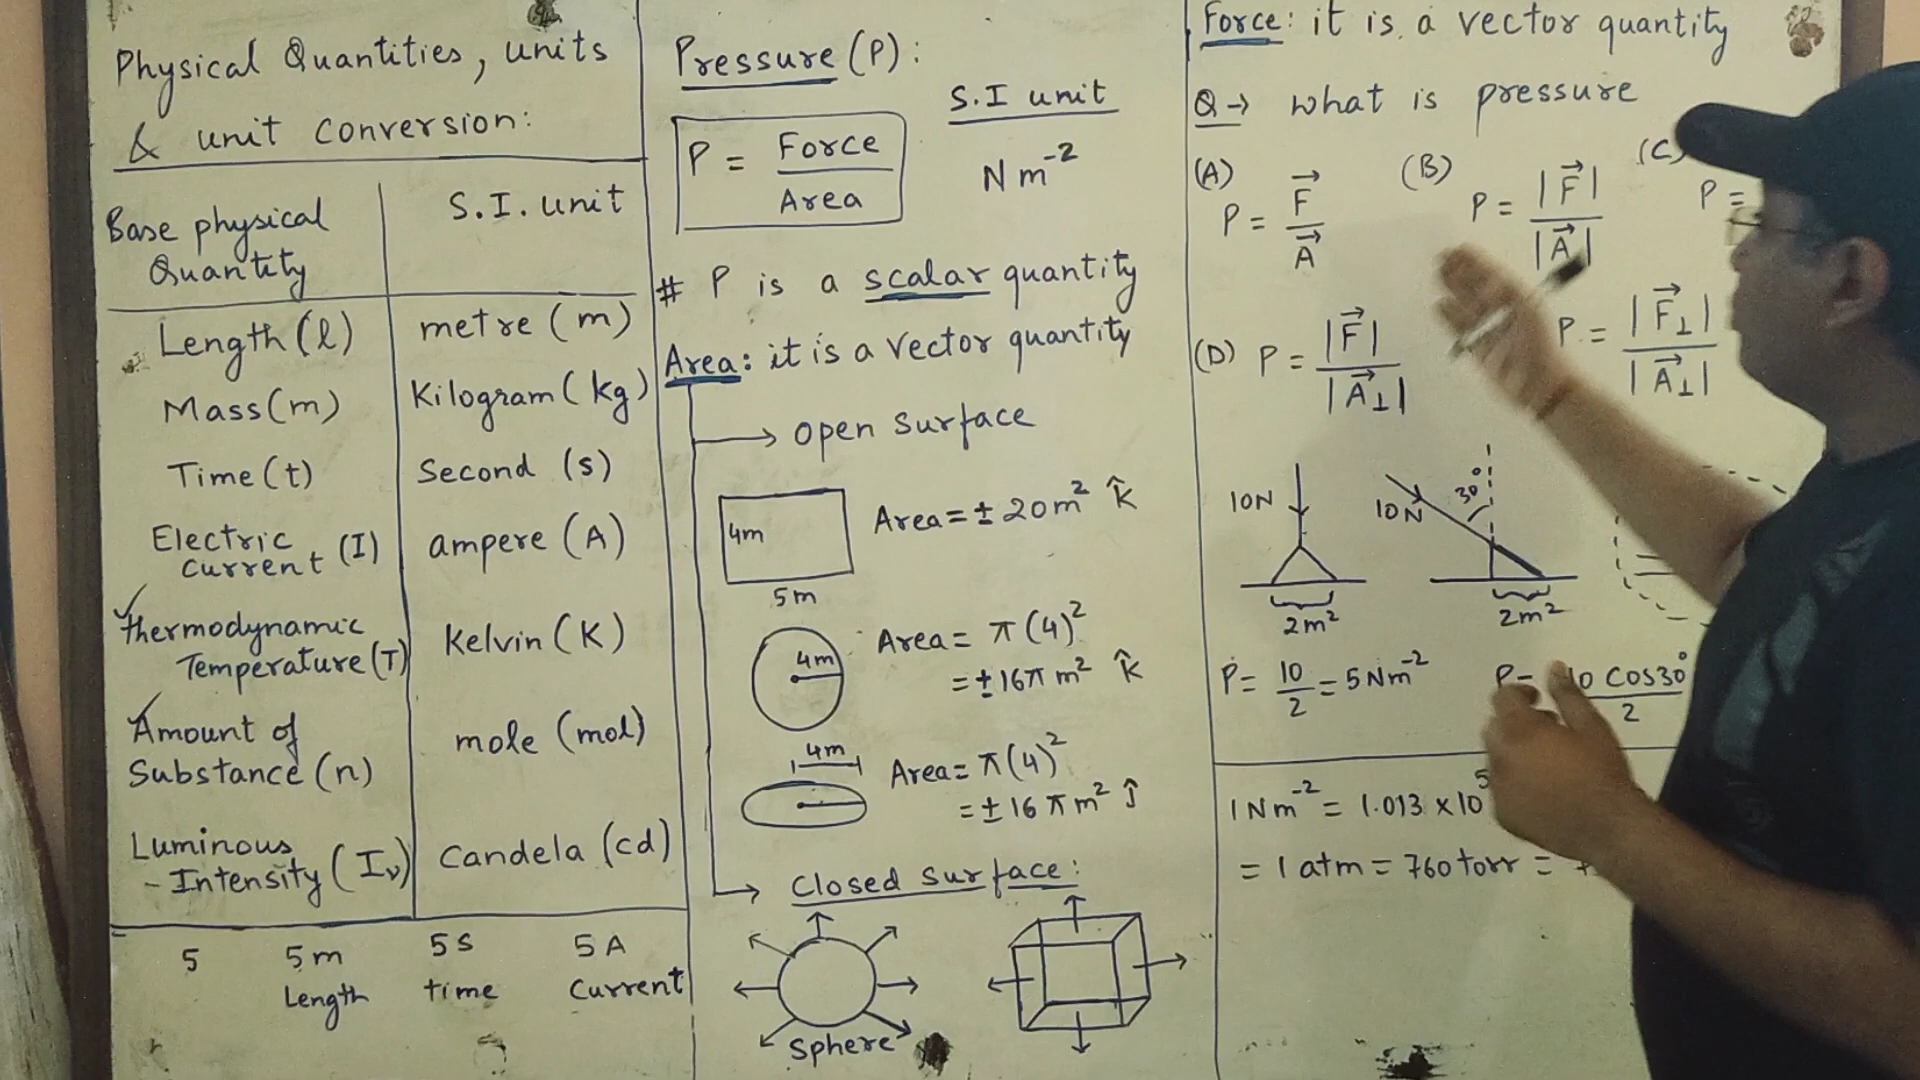 Physical Quantities, units
& unit conversion:
Base physical
Quantity
S.I. unit
Length (l)
metre (m)
Mass (m)
Kilogram (kg)
Time (t)
Second (s)
Electric
current (I)
ampere (A)
Thermodynamic
Temperature (T)
Kelvin (K)
Amount of
Substance (n)
mole (mol)
Luminous
- Intensity (Iν)
Candela (cd)
5 5m 5s 5A
Length time Current
Pressure (P):
S.I unit
P = Force / Area
N m⁻²
# P is a scalar quantity
Area: it is a vector quantity
→ open surface
4m
5m
Area = ± 20m² k̂
4m
Area = π(4)²
= ± 16π m² k̂
4m
Area = π(4)²
= ± 16 π m² ĵ
→ Closed surface:
Sphere
Force: it is a vector quantity
Q → what is pressure
(A) P = F⃗ / A⃗
(B) P = |F⃗| / |A⃗|
(C) P =
(D) P = |F⃗| / |A⃗⊥|
P = |F⃗⊥| / |A⃗⊥|
10N
2m²
10N
30°
2m²
P = 10/2 = 5 Nm⁻²
P = 10 cos30° / 2
1 Nm⁻² = 1.013 × 10⁵
= 1 atm = 760 torr =